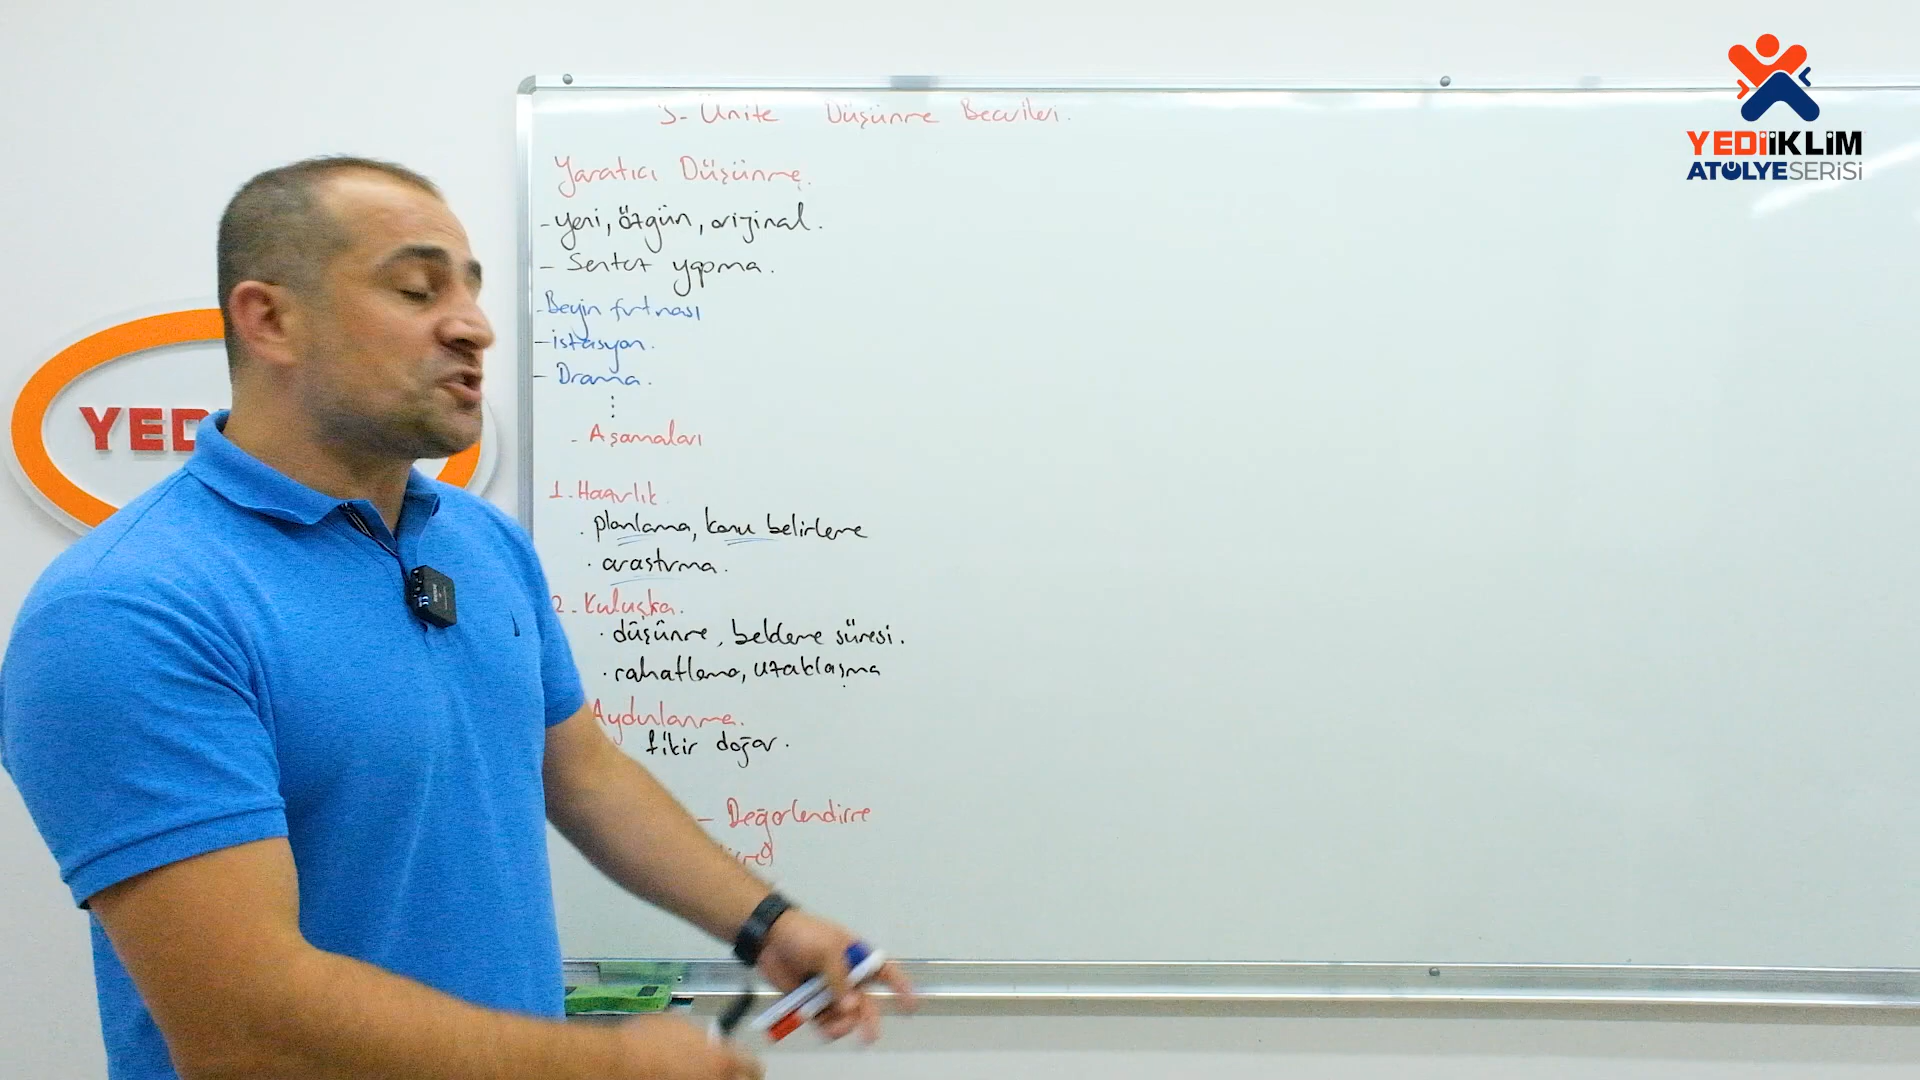 3- Ünite Düşünme Becerileri.
Yaratıcı Düşünme.
- yeni, özgün, orijinal.
- Sentez yapma.
- Beyin fırtınası
- istasyon.
- Drama.
- Aşamaları
1. Hazırlık.
. planlama, konu belirleme
. araştırma.
2. Kuluçka.
. düşünme, bekleme süresi.
. rahatlama, uzaklaşma
Aydınlanma.
fikir doğar.
- Değerlendirme
YED
YEDİİKLİM
ATÖLYESERİSİ